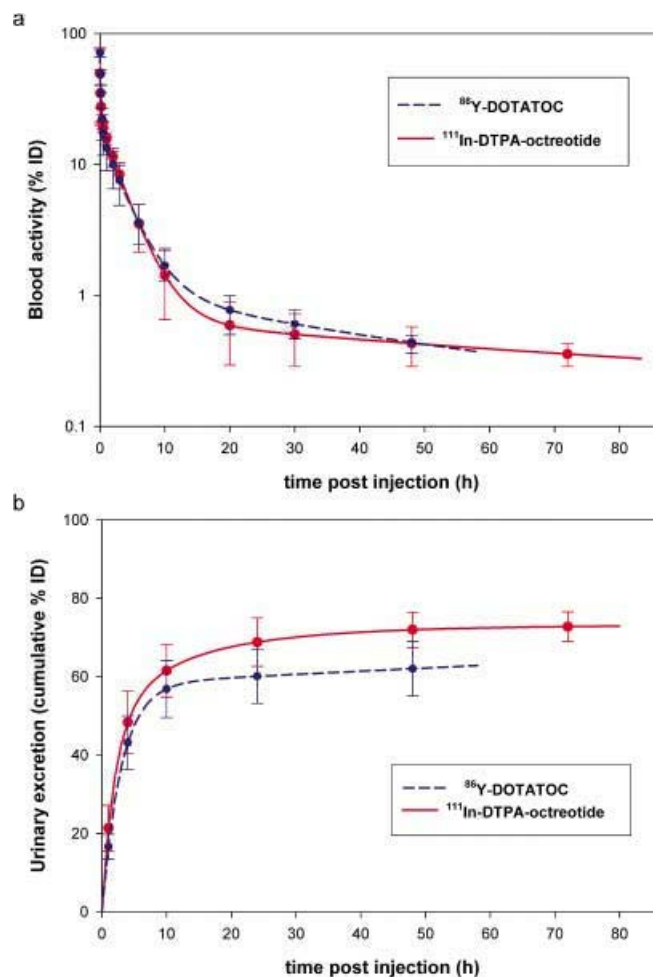 a
100
10
1
0.1
Blood activity (% ID)
⁸⁶Y-DOTATOC
¹¹¹In-DTPA-octreotide
0 10 20 30 40 50 60 70 80
time post injection (h)
b
100
80
60
40
20
0
Urinary excretion (cumulative % ID)
⁸⁶Y-DOTATOC
¹¹¹In-DTPA-octreotide
0 10 20 30 40 50 60 70 80
time post injection (h)